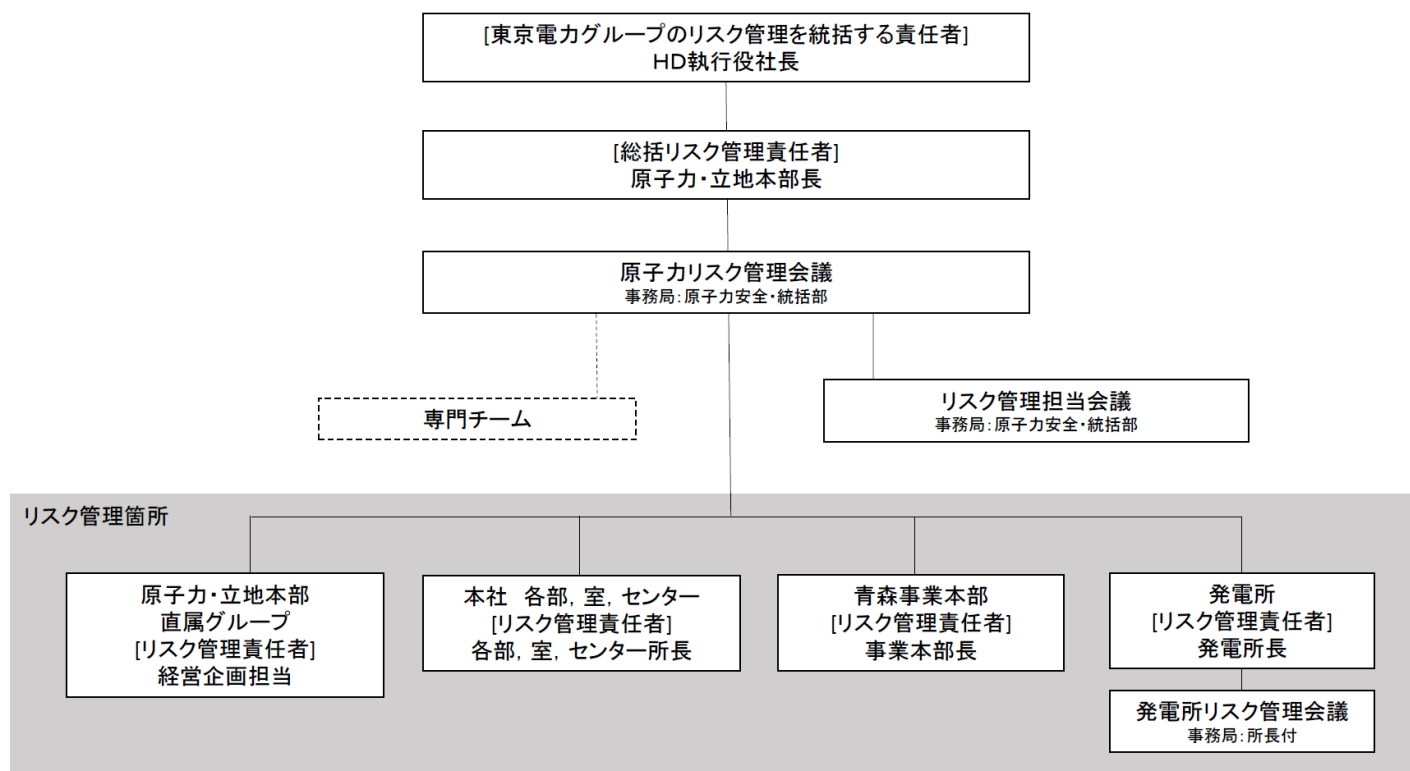 [東京電力グループのリスク管理を統括する責任者]
HD執行役社長
[総括リスク管理責任者]
原子力・立地本部長
原子力リスク管理会議
事務局：原子力安全・統括部
専門チーム
リスク管理担当会議
事務局：原子力安全・統括部
リスク管理箇所
原子力・立地本部
直属グループ
[リスク管理責任者]
経営企画担当
本社　各部，室，センター
[リスク管理責任者]
各部，室，センター所長
青森事業本部
[リスク管理責任者]
事業本部長
発電所
[リスク管理責任者]
発電所長
発電所リスク管理会議
事務局：所長付